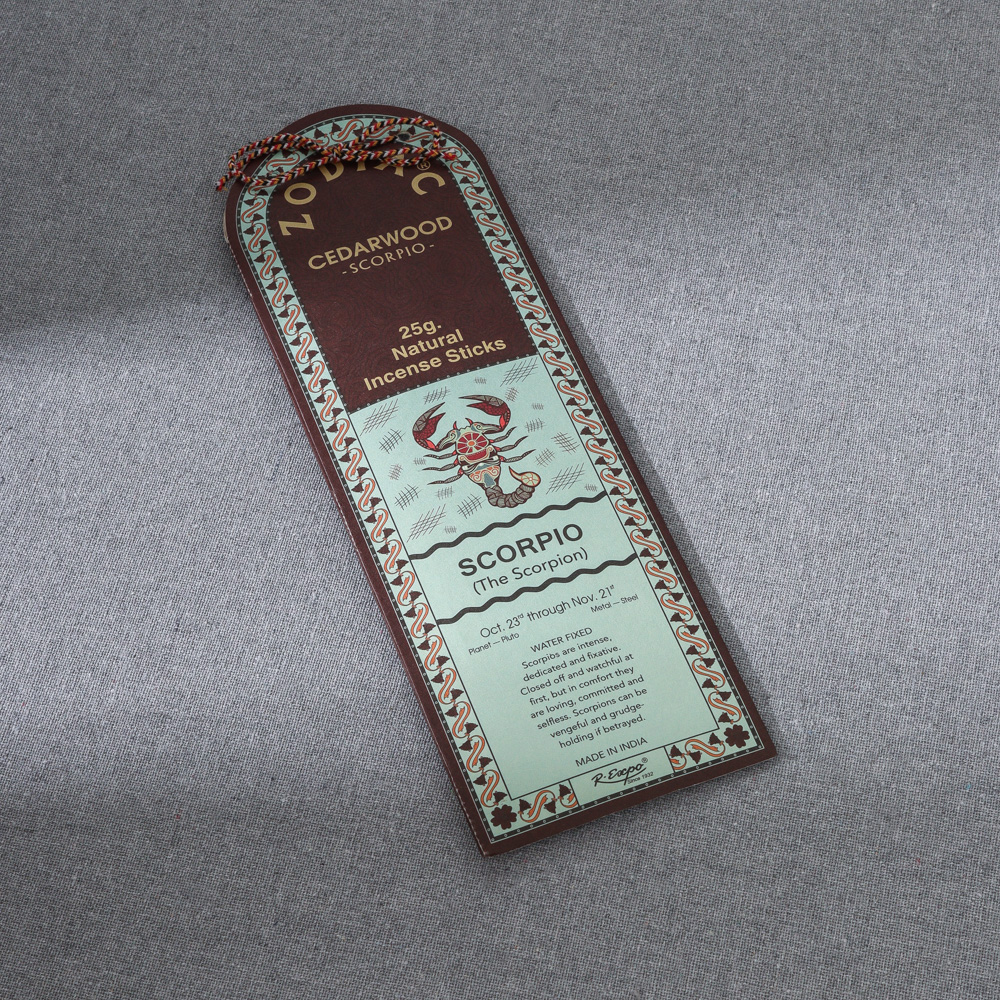 ZODIAC®
CEDARWOOD
-SCORPIO-
25g.
Natural
Incense Sticks
SCORPIO
(The Scorpion)
Oct. 23rd through Nov. 21st
Planet — Pluto Metal — Steel
WATER FIXED
Scorpios are intense,
dedicated and fixative.
Closed off and watchful at
first, but in comfort they
are loving, committed and
selfless. Scorpions can be
vengeful and grudge-
holding if betrayed.
MADE IN INDIA
R-Expo®
Since 1932